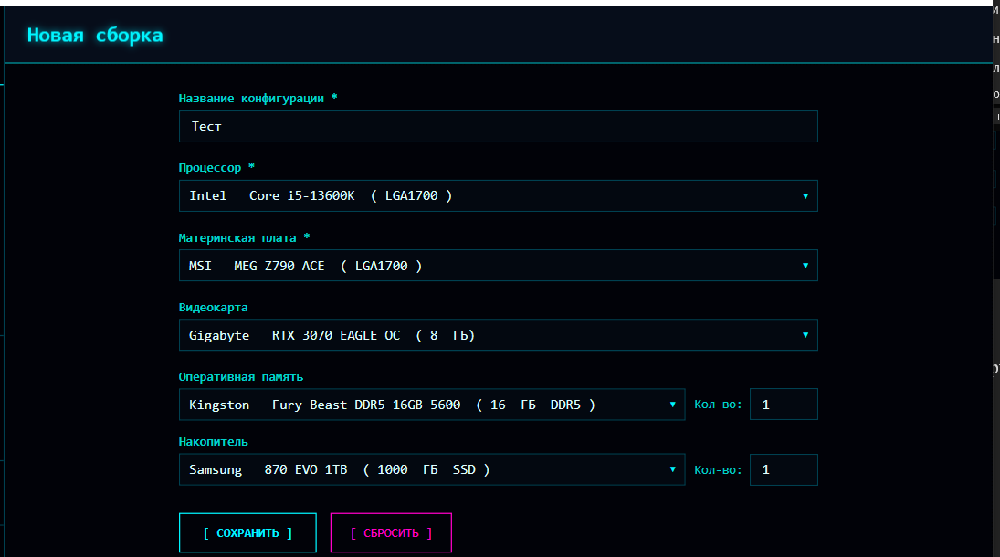 Новая сборка
Название конфигурации *
Тест
Процессор *
Intel Core i5-13600K ( LGA1700 )
Материнская плата *
MSI MEG Z790 ACE ( LGA1700 )
Видеокарта
Gigabyte RTX 3070 EAGLE OC ( 8 ГБ)
Оперативная память
Kingston Fury Beast DDR5 16GB 5600 ( 16 ГБ DDR5 ) Кол-во: 1
Накопитель
Samsung 870 EVO 1TB ( 1000 ГБ SSD ) Кол-во: 1
[ СОХРАНИТЬ ] [ СБРОСИТЬ ]